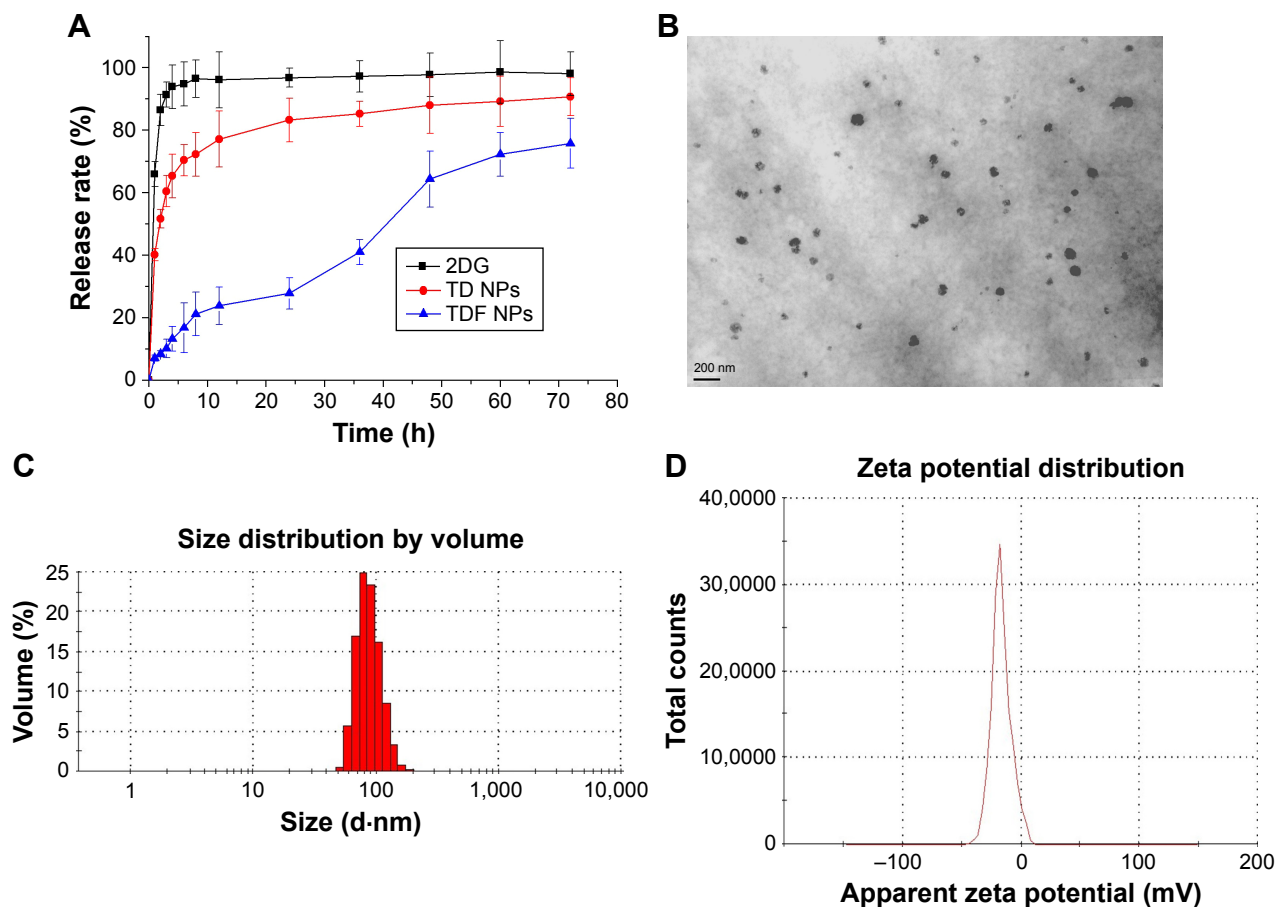 A
Release rate (%)
100
80
60
40
20
0
0 10 20 30 40 50 60 70 80
Time (h)
2DG
TD NPs
TDF NPs
B
200 nm
C
Size distribution by volume
Volume (%)
25
20
15
10
5
0
1 10 100 1,000 10,000
Size (d·nm)
D
Zeta potential distribution
Total counts
40,0000
30,0000
20,0000
10,0000
0
–100 0 100 200
Apparent zeta potential (mV)